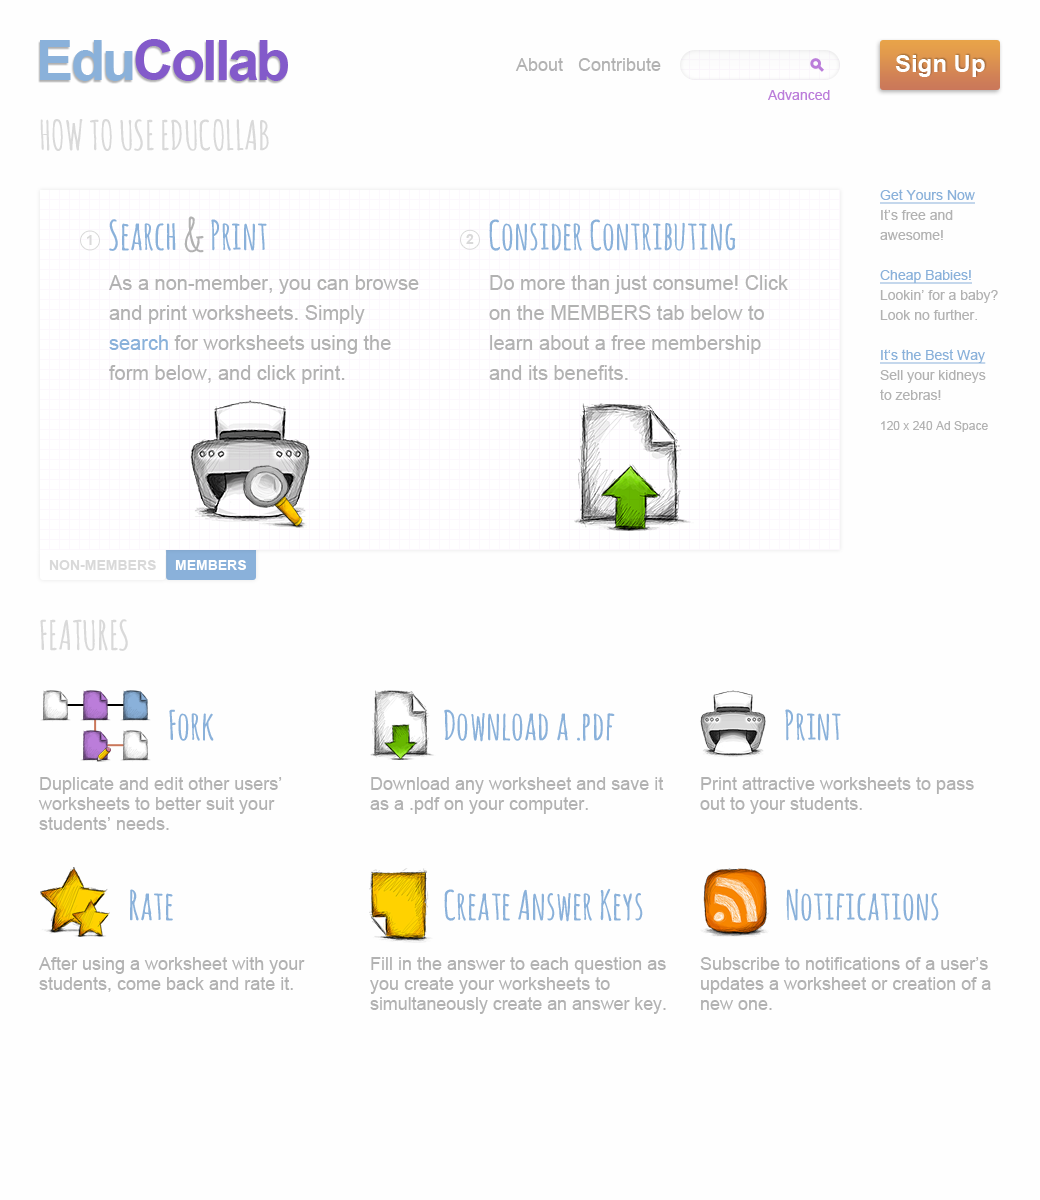 EduCollab
About Contribute
Sign Up
Advanced
HOW TO USE EDUCOLLAB
1 SEARCH & PRINT
As a non-member, you can browse
and print worksheets. Simply
search for worksheets using the
form below, and click print.
2 CONSIDER CONTRIBUTING
Do more than just consume! Click
on the MEMBERS tab below to
learn about a free membership
and its benefits.
Get Yours Now
It's free and
awesome!
Cheap Babies!
Lookin' for a baby?
Look no further.
It's the Best Way
Sell your kidneys
to zebras!
120 x 240 Ad Space
NON-MEMBERS MEMBERS
FEATURES
FORK
Duplicate and edit other users'
worksheets to better suit your
students' needs.
DOWNLOAD A .PDF
Download any worksheet and save it
as a .pdf on your computer.
PRINT
Print attractive worksheets to pass
out to your students.
RATE
After using a worksheet with your
students, come back and rate it.
CREATE ANSWER KEYS
Fill in the answer to each question as
you create your worksheets to
simultaneously create an answer key.
NOTIFICATIONS
Subscribe to notifications of a user's
updates a worksheet or creation of a
new one.